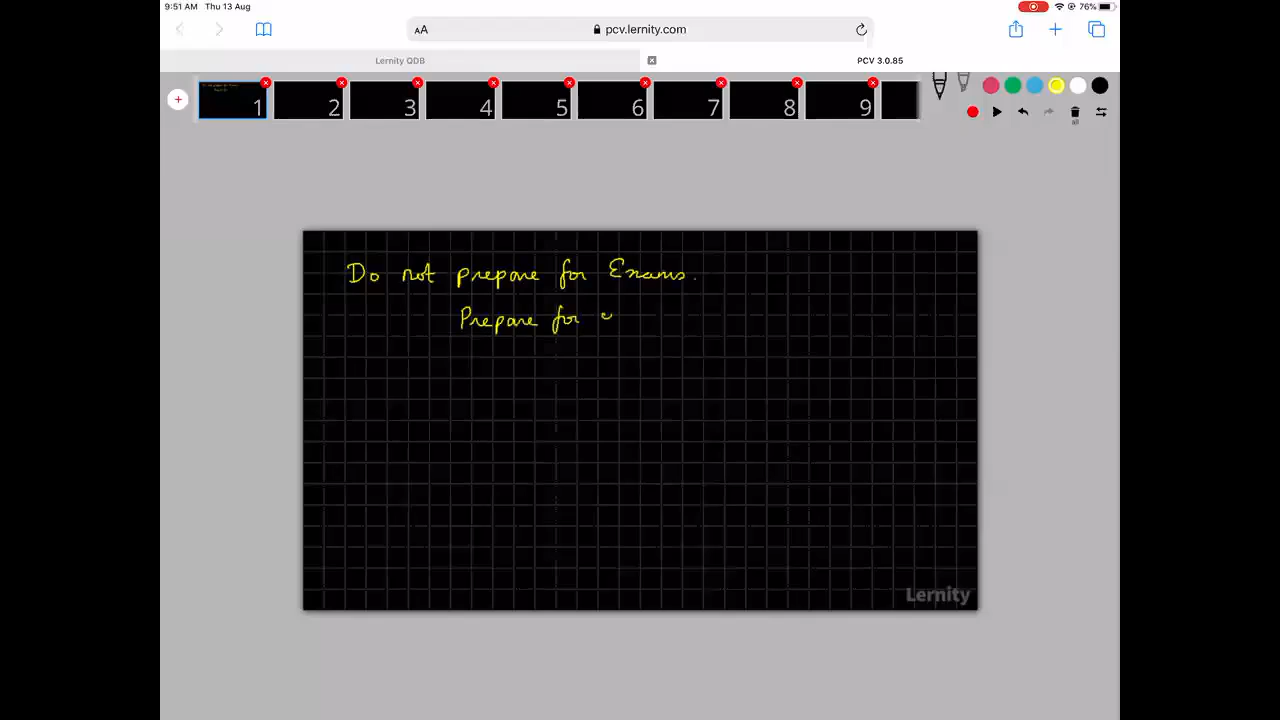 9:51 AM Thu 13 Aug 76%
AA pcv.lernity.com
Lernity QDB PCV 3.0.85
1 2 3 4 5 6 7 8 9
all
Do not prepare for Exams.
Prepare for
Lernity